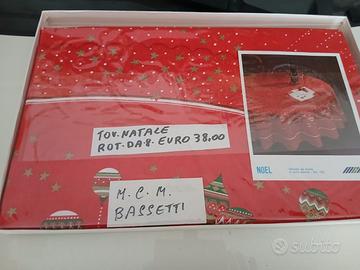 TOV. NATALE
ROT. DA. 8. EURO 38.00
M. C. M.
BASSETTI
NOEL
subito